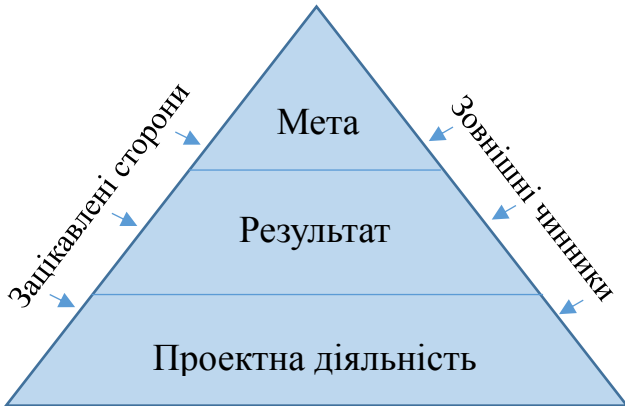 Зацікавлені сторони
Зовнішні чинники
Мета
Результат
Проектна діяльність